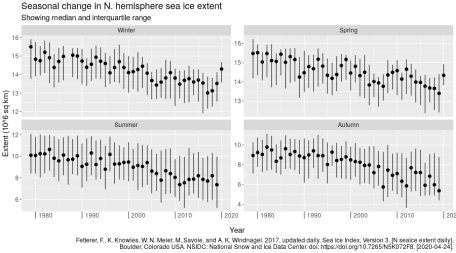 Seasonal change in N. hemisphere sea ice extent
Showing median and interquartile range
Winter
Spring
16
15
14
13
12
16
15
14
13
Summer
Autumn
12
10
8
6
10
8
6
4
1980
1990
2000
2010
2020
1980
1990
2000
2010
202
Extent (10^6 sq km)
Year
Fetterer, F., K. Knowles, W. N. Meier, M. Savoie, and A. K. Windnagel. 2017, updated daily. Sea Ice Index, Version 3. [N seaice extent daily].
Boulder, Colorado USA. NSIDC: National Snow and Ice Data Center. doi: https://doi.org/10.7265/N5K072F8. [2020-04-24].